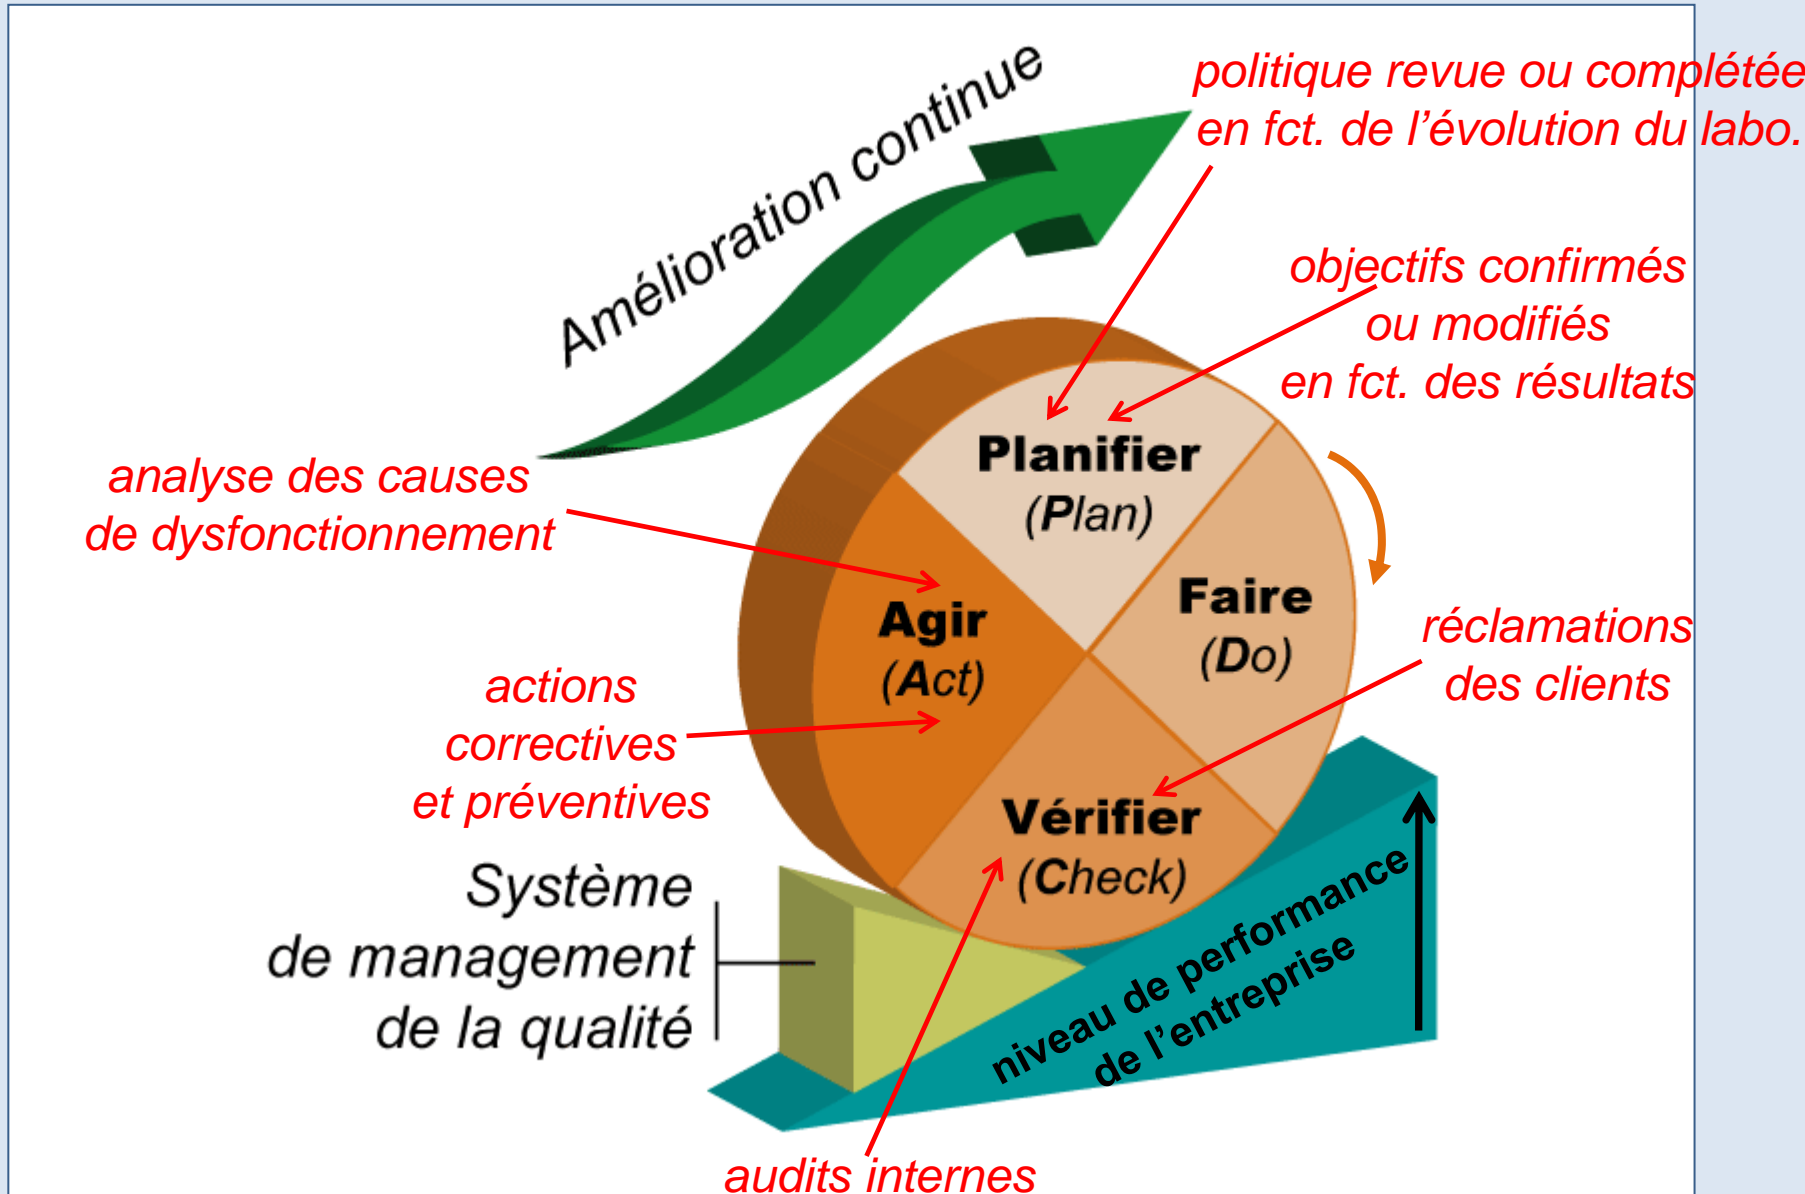 Amélioration continue
politique revue ou complétée
en fct. de l’évolution du labo.
objectifs confirmés
ou modifiés
en fct. des résultats
analyse des causes
de dysfonctionnement
Planifier
(Plan)
Faire
(Do)
Agir
(Act)
réclamations
des clients
actions
correctives
et préventives
Vérifier
(Check)
Système
de management
de la qualité
niveau de performance
de l’entreprise
audits internes